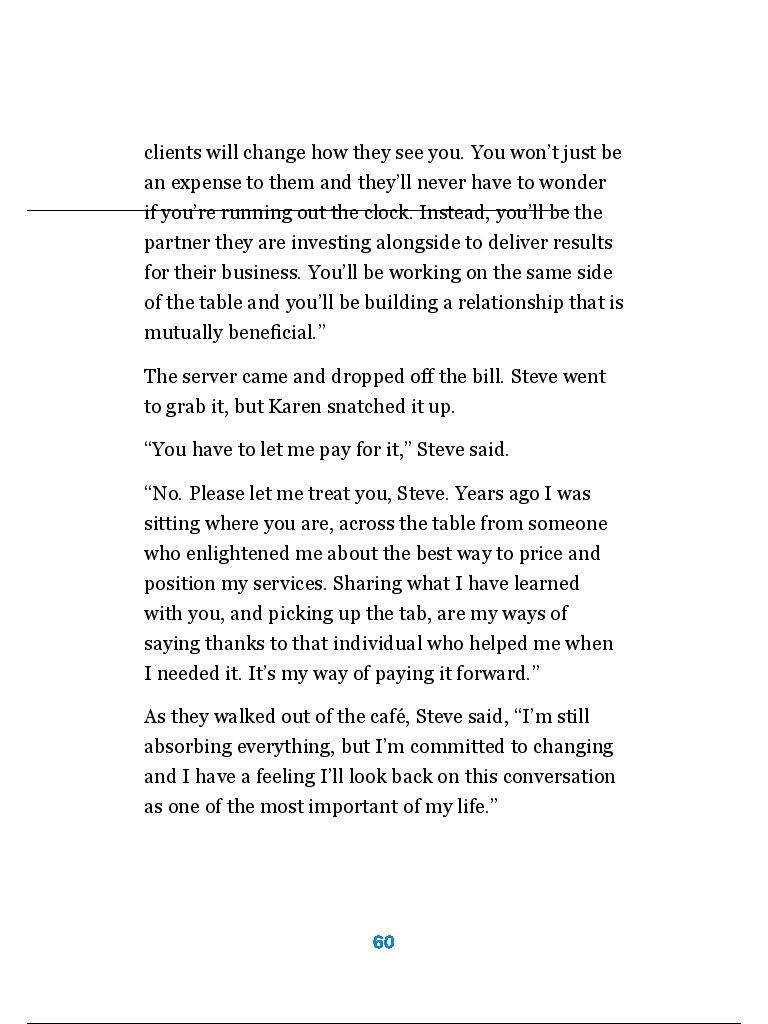 clients will change how they see you. You won’t just be
an expense to them and they’ll never have to wonder
if you’re running out the clock. Instead, you’ll be the
partner they are investing alongside to deliver results
for their business. You’ll be working on the same side
of the table and you’ll be building a relationship that is
mutually beneficial.”
The server came and dropped off the bill. Steve went
to grab it, but Karen snatched it up.
“You have to let me pay for it,” Steve said.
“No. Please let me treat you, Steve. Years ago I was
sitting where you are, across the table from someone
who enlightened me about the best way to price and
position my services. Sharing what I have learned
with you, and picking up the tab, are my ways of
saying thanks to that individual who helped me when
I needed it. It’s my way of paying it forward.”
As they walked out of the café, Steve said, “I’m still
absorbing everything, but I’m committed to changing
and I have a feeling I’ll look back on this conversation
as one of the most important of my life.”
60